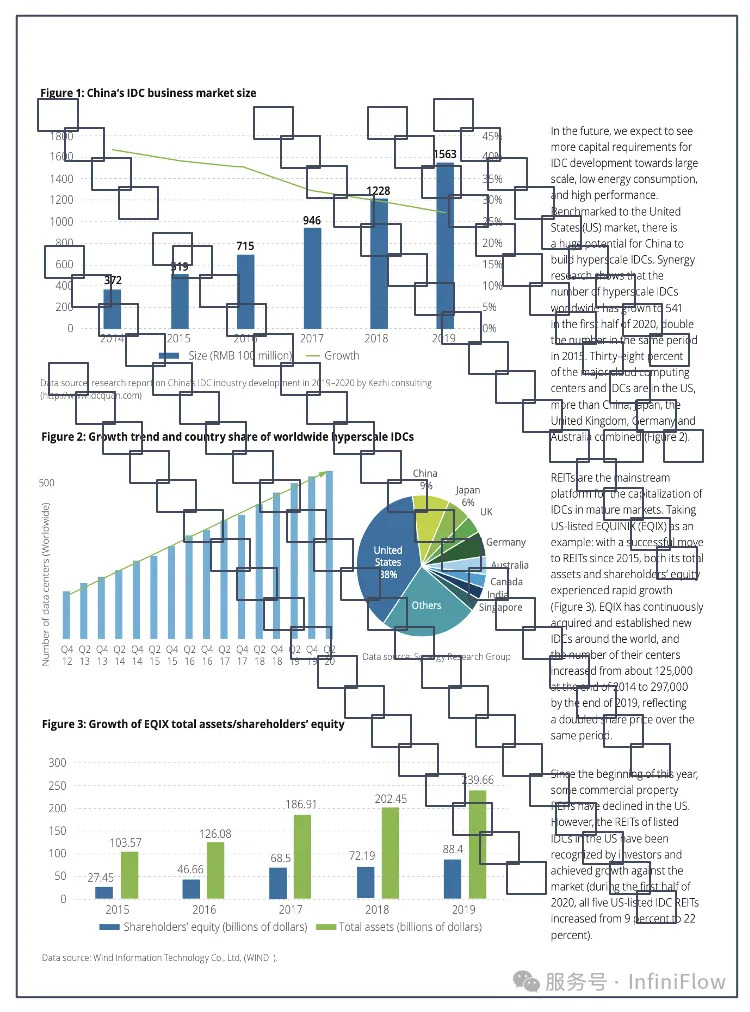 Figure 1: China's IDC business market size
1800
1600
1400
1200
1000
800
600
400
200
0
45%
40%
35%
30%
25%
20%
15%
10%
5%
0%
372
519
715
946
1228
1563
2014 2015 2016 2017 2018 2019
Size (RMB 100 million) Growth
Data source: research report on China's IDC industry development in 2019–2020 by Kezhi consulting
(http://www.idcquan.com)
Figure 2: Growth trend and country share of worldwide hyperscale IDCs
500
Number of data centers (Worldwide)
Q4 Q2 Q4 Q2 Q4 Q2 Q4 Q2 Q4 Q2 Q4 Q2 Q4 Q2 Q4 Q2
12 13 13 14 14 15 15 16 16 17 17 18 18 19 19 20
China
9%
Japan
6%
UK
Germany
Australia
Canada
India
Singapore
Others
United
States
38%
Data source: Synergy Research Group
Figure 3: Growth of EQIX total assets/shareholders' equity
300
250
200
150
100
50
0
27.45 103.57
46.66 126.08
68.5 186.91
72.19 202.45
88.4 239.66
2015 2016 2017 2018 2019
Shareholders' equity (billions of dollars) Total assets (billions of dollars)
Data source: Wind Information Technology Co., Ltd, (WIND ).
In the future, we expect to see
more capital requirements for
IDC development towards large
scale, low energy consumption,
and high performance.
Benchmarked to the United
States (US) market, there is
a huge potential for China to
build hyperscale IDCs. Synergy
research shows that the
number of hyperscale IDCs
worldwide has grown to 541
in the first half of 2020, double
the number in the same period
in 2015. Thirty-eight percent
of the major cloud computing
centers and IDCs are in the US,
more than China, Japan, the
United Kingdom, Germany and
Australia combined (Figure 2).
REITs are the mainstream
platform for the capitalization of
IDCs in mature markets. Taking
US-listed EQUINIX (EQIX) as an
example: with a successful move
to REITs since 2015, both its total
assets and shareholders' equity
experienced rapid growth
(Figure 3). EQIX has continuously
acquired and established new
IDCs around the world, and
the number of their centers
increased from about 125,000
at the end of 2014 to 297,000
by the end of 2019, reflecting
a doubled share price over the
same period.
Since the beginning of this year,
some commercial property
REITs have declined in the US.
However, the REITs of listed
IDCs in the US have been
recognized by investors and
achieved growth against the
market (during the first half of
2020, all five US-listed IDC REITs
increased from 9 percent to 22
percent).
服务号 · InfiniFlow